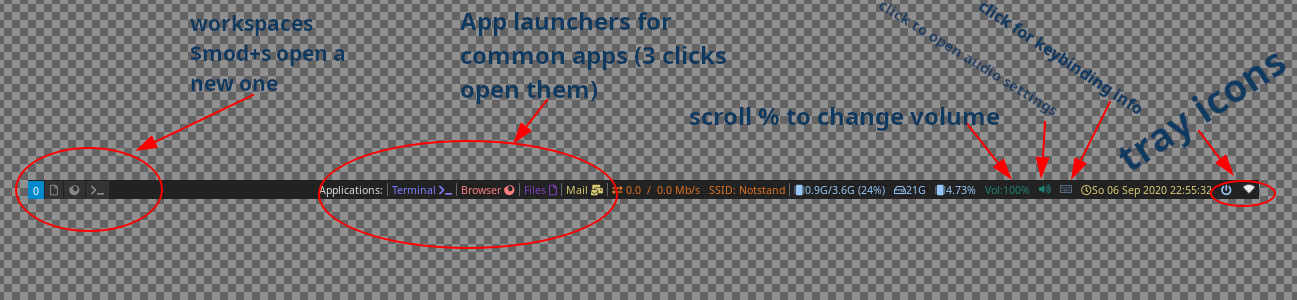 workspaces
$mod+s open a
new one
App launchers for
common apps (3 clicks
open them)
scroll % to change volume
click to open audio settings
click for keybinding info
tray icons
0
Applications: Terminal Browser Files Mail 0.0 / 0.0 Mb/s SSID: Notstand 0.9G/3.6G (24%) 21G 4.73% Vol:100% So 06 Sep 2020 22:55:32